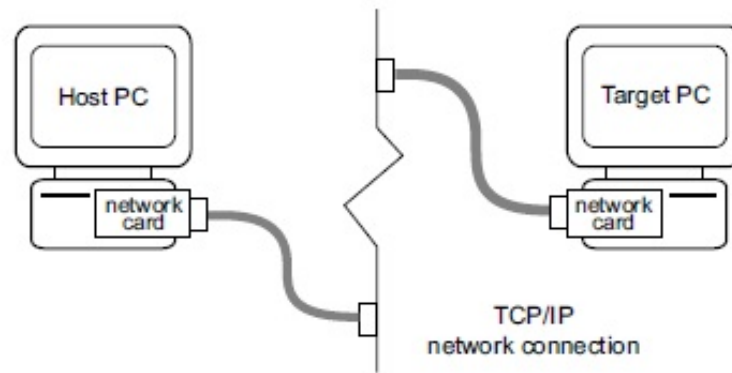 Host PC
Target PC
network
card
network
card
TCP/IP
network connection